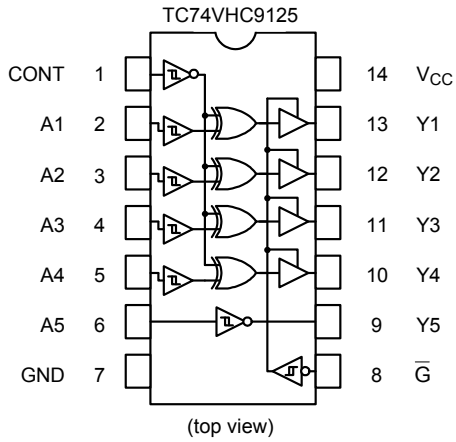 TC74VHC9125
CONT 1 14 V_CC
A1 2 13 Y1
A2 3 12 Y2
A3 4 11 Y3
A4 5 10 Y4
A5 6 9 Y5
GND 7 8 G̅
(top view)